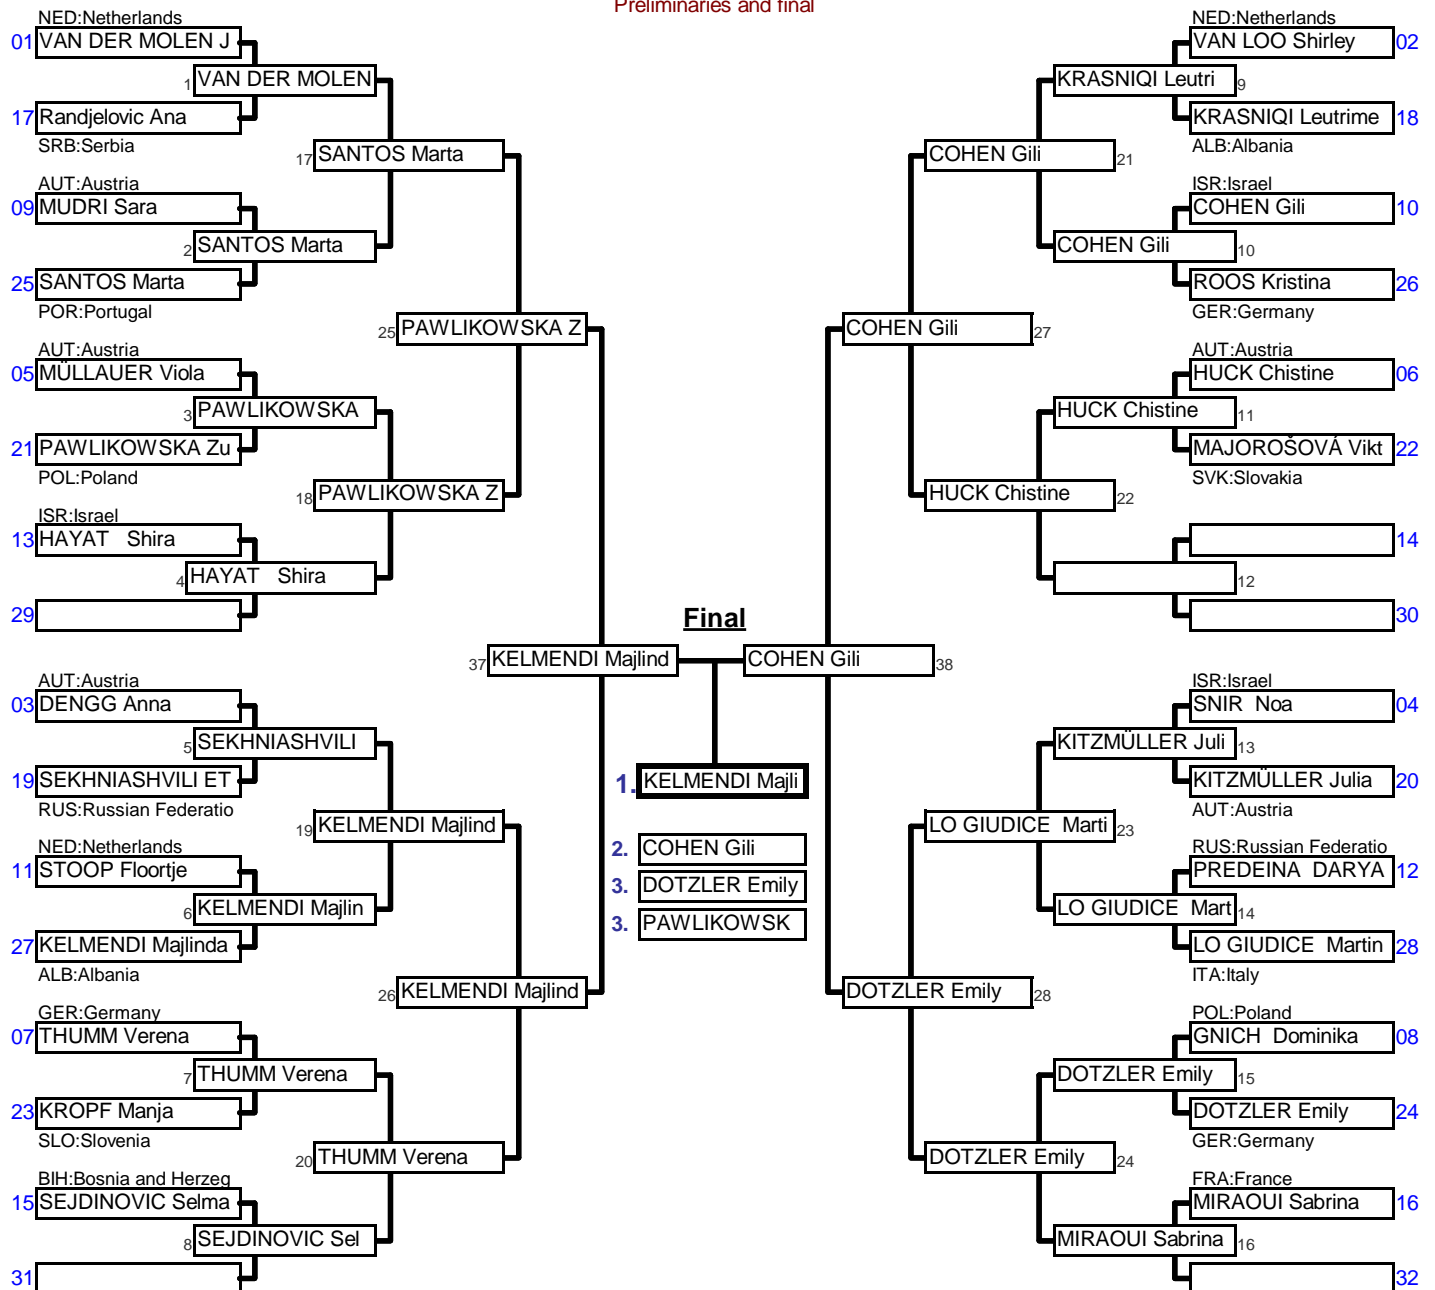 Preliminaries and final
NED:Netherlands
01 VAN DER MOLEN J
1 VAN DER MOLEN
17 Randjelovic Ana
SRB:Serbia
17 SANTOS Marta
AUT:Austria
09 MUDRI Sara
2 SANTOS Marta
25 SANTOS Marta
POR:Portugal
25 PAWLIKOWSKA Z
AUT:Austria
05 MÜLLAUER Viola
3 PAWLIKOWSKA
21 PAWLIKOWSKA Zu
POL:Poland
18 PAWLIKOWSKA Z
ISR:Israel
13 HAYAT Shira
4 HAYAT Shira
29
37 KELMENDI Majlind
AUT:Austria
03 DENGG Anna
5 SEKHNIASHVILI
19 SEKHNIASHVILI ET
RUS:Russian Federatio
19 KELMENDI Majlind
NED:Netherlands
11 STOOP Floortje
6 KELMENDI Majlin
27 KELMENDI Majlinda
ALB:Albania
26 KELMENDI Majlind
GER:Germany
07 THUMM Verena
7 THUMM Verena
23 KROPF Manja
SLO:Slovenia
20 THUMM Verena
BIH:Bosnia and Herzeg
15 SEJDINOVIC Selma
8 SEJDINOVIC Sel
31
Final
1. KELMENDI Majli
2. COHEN Gili
3. DOTZLER Emily
3. PAWLIKOWSK
NED:Netherlands
VAN LOO Shirley 02
KRASNIQI Leutri 9
KRASNIQI Leutrime 18
ALB:Albania
COHEN Gili 21
ISR:Israel
COHEN Gili 10
COHEN Gili 10
ROOS Kristina 26
GER:Germany
COHEN Gili 27
AUT:Austria
HUCK Chistine 06
HUCK Chistine 11
MAJOROŠOVÁ Vikt 22
SVK:Slovakia
HUCK Chistine 22
14
12
30
COHEN Gili 38
ISR:Israel
SNIR Noa 04
KITZMÜLLER Juli 13
KITZMÜLLER Julia 20
AUT:Austria
LO GIUDICE Marti 23
RUS:Russian Federatio
PREDEINA DARYA 12
LO GIUDICE Mart 14
LO GIUDICE Martin 28
ITA:Italy
DOTZLER Emily 28
POL:Poland
GNICH Dominika 08
DOTZLER Emily 15
DOTZLER Emily 24
GER:Germany
DOTZLER Emily 24
FRA:France
MIRAOUI Sabrina 16
MIRAOUI Sabrina 16
32